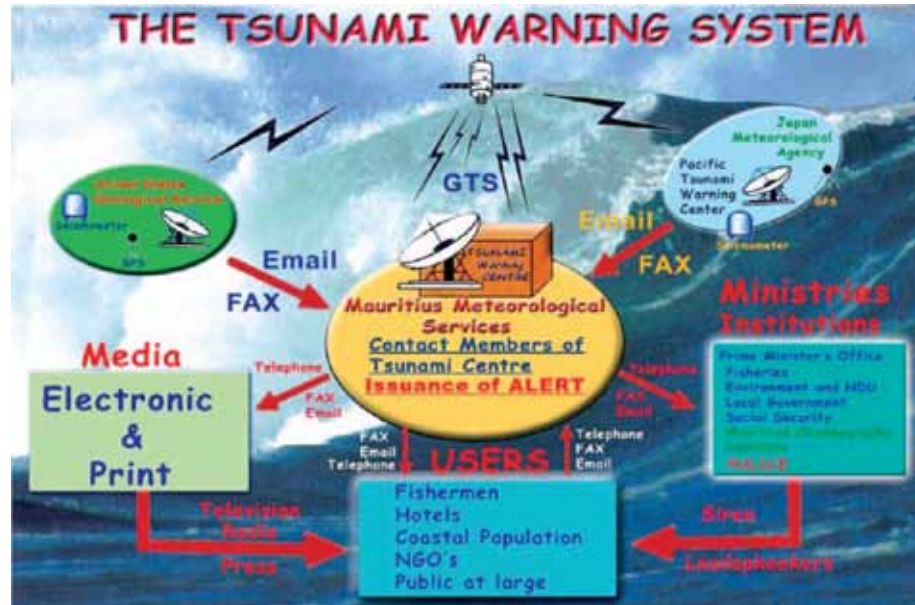 THE TSUNAMI WARNING SYSTEM
Japan
Meteorological
Agency
Pacific
Tsunami
Warning
Center
GPS
Seismometer
GTS
Seismometer
GPS
Email
FAX
Email
FAX
TSUNAMI
Warning
CENTRE
Mauritius Meteorological
Services
Contact Members of
Tsunami Centre
Issuance of ALERT
Ministries
Institutions
Prime Minister's Office
Fisheries
Environment and NDU
Local Government
Social Security
Mauritius
Media
Electronic
&
Print
Telephone
FAX
Email
Telephone
FAX
Email
FAX
Email
Telephone
Telephone
FAX
Email
USERS
Fishermen
Hotels
Coastal Population
NGO's
Public at large
Television
Radio
Press
Siren
Loudspheekers